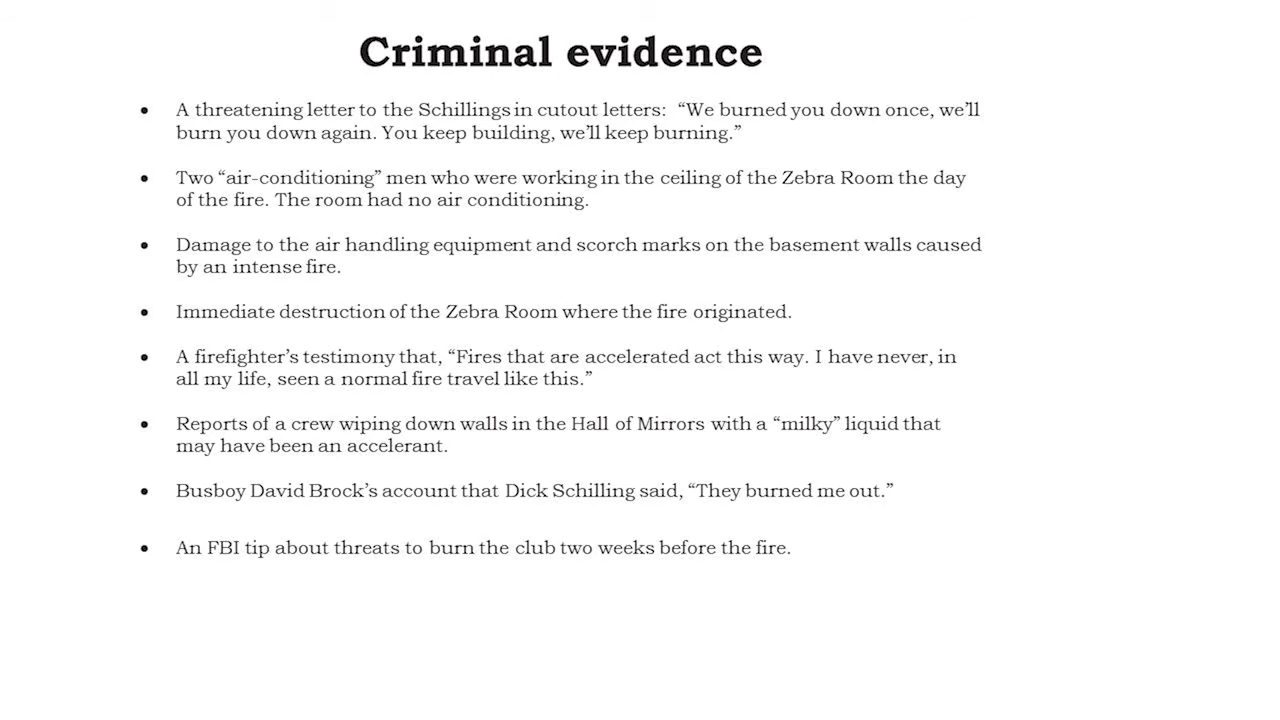 Criminal evidence
• A threatening letter to the Schillings in cutout letters: “We burned you down once, we’ll
burn you down again. You keep building, we’ll keep burning.”
• Two “air-conditioning” men who were working in the ceiling of the Zebra Room the day
of the fire. The room had no air conditioning.
• Damage to the air handling equipment and scorch marks on the basement walls caused
by an intense fire.
• Immediate destruction of the Zebra Room where the fire originated.
• A firefighter’s testimony that, “Fires that are accelerated act this way. I have never, in
all my life, seen a normal fire travel like this.”
• Reports of a crew wiping down walls in the Hall of Mirrors with a “milky” liquid that
may have been an accelerant.
• Busboy David Brock’s account that Dick Schilling said, “They burned me out.”
• An FBI tip about threats to burn the club two weeks before the fire.